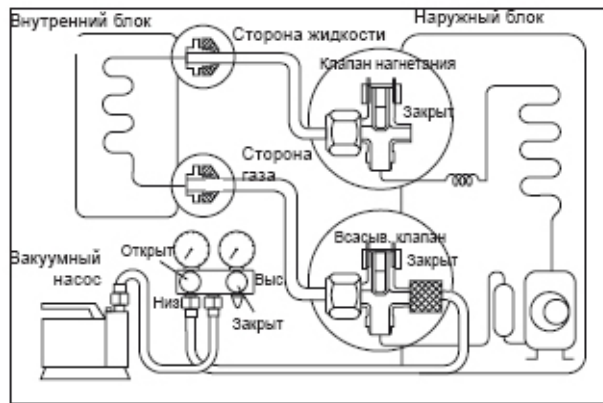 Внутренний блок
Наружный блок
Сторона жидкости
Клапан нагнетания
Закрыт
Сторона
газа
Всасыв. клапан
Закрыт
Вакуумный
насос
Открыт
Выс.
Низ
Закрыт